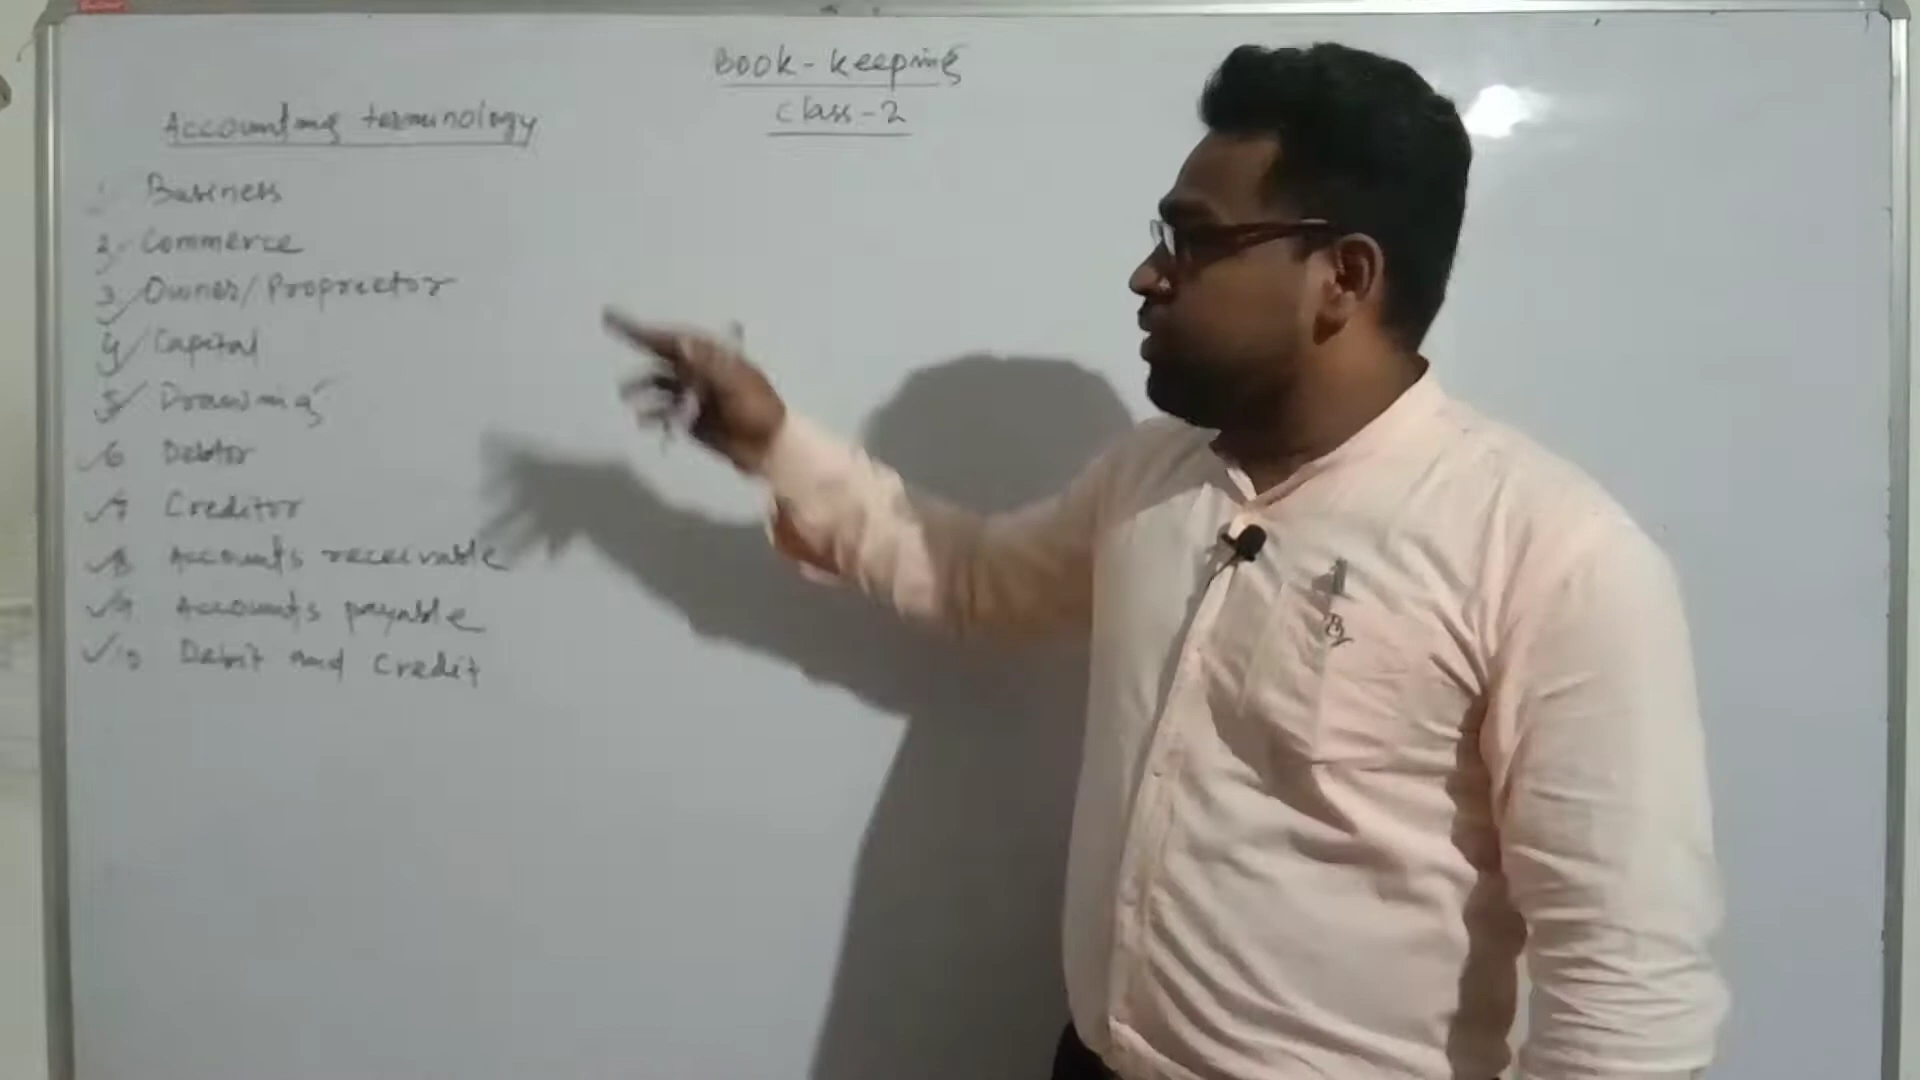 Book-keeping
Class-2
Accounting terminology
1 Business
2 Commerce
3 Owner/Proprietor
4 Capital
5 Drawing
6 Debtor
7 Creditor
8 Accounts receivable
9 Accounts payable
10 Debit and Credit